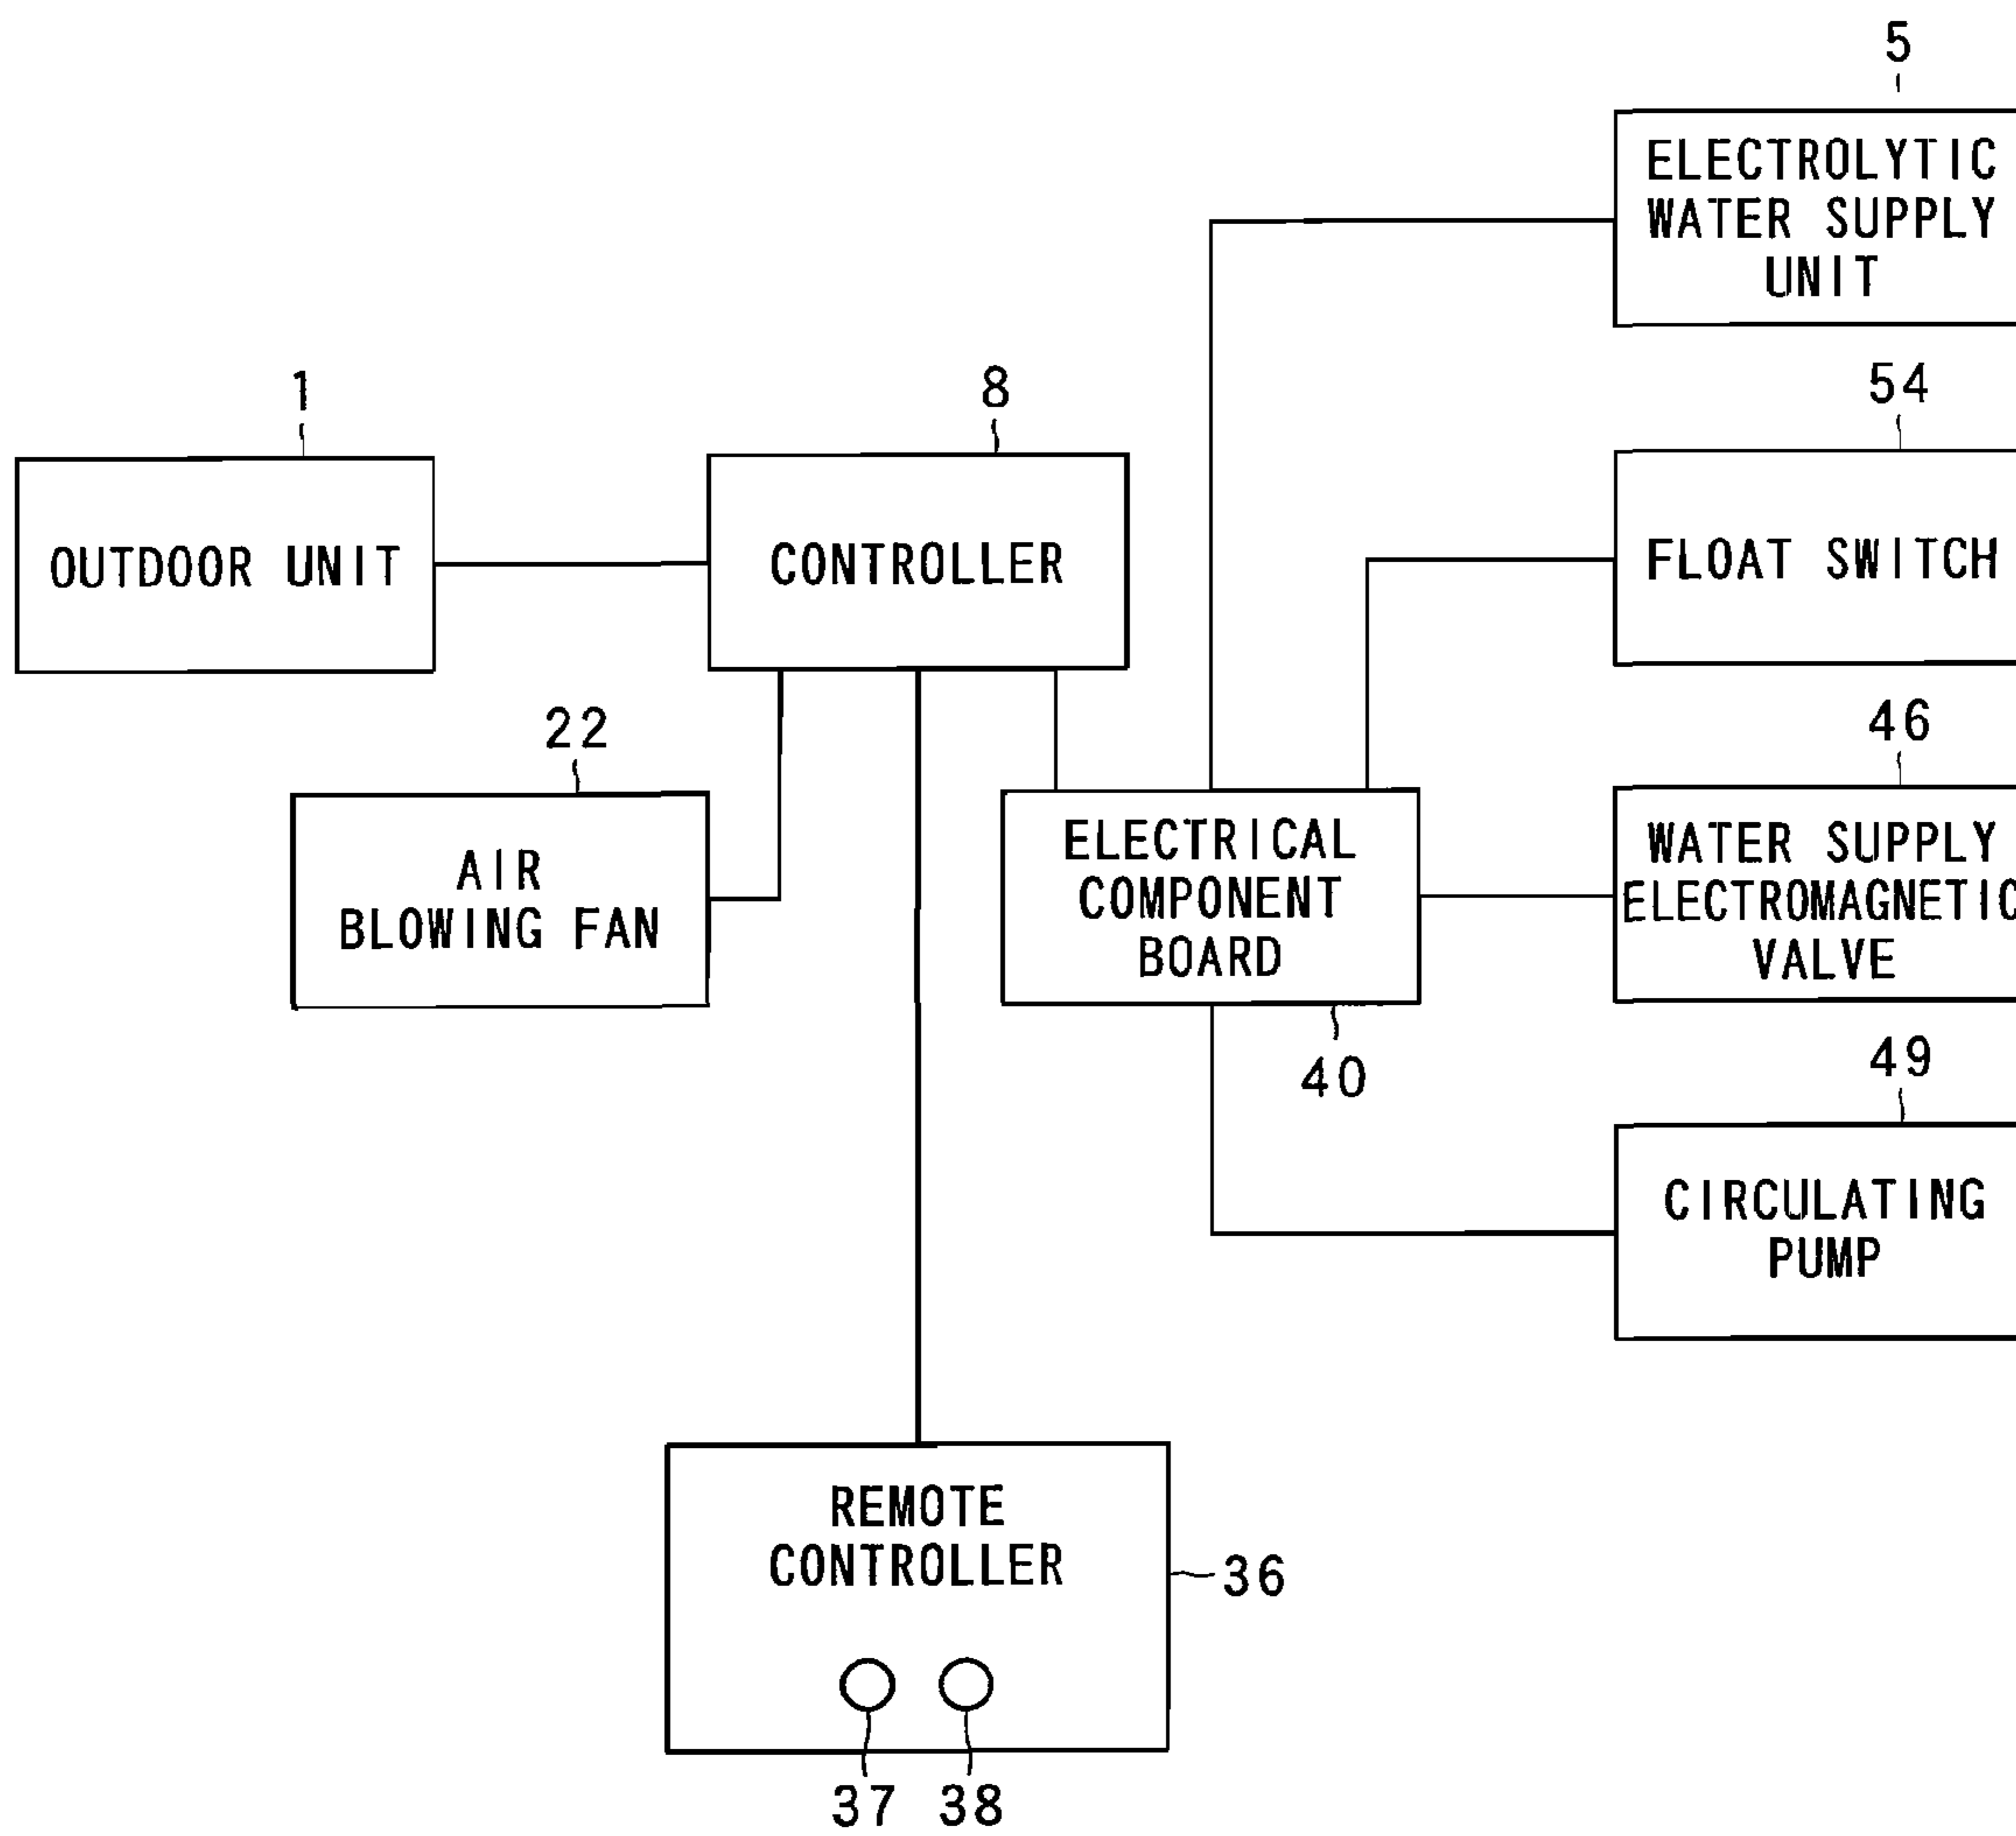 5
ELECTROLYTIC
WATER SUPPLY
UNIT
1
8
54
OUTDOOR UNIT
CONTROLLER
FLOAT SWITCH
22
46
AIR
BLOWING FAN
ELECTRICAL
COMPONENT
BOARD
WATER SUPPLY
ELECTROMAGNETIC
VALVE
40
49
CIRCULATING
PUMP
REMOTE
CONTROLLER
36
37 38